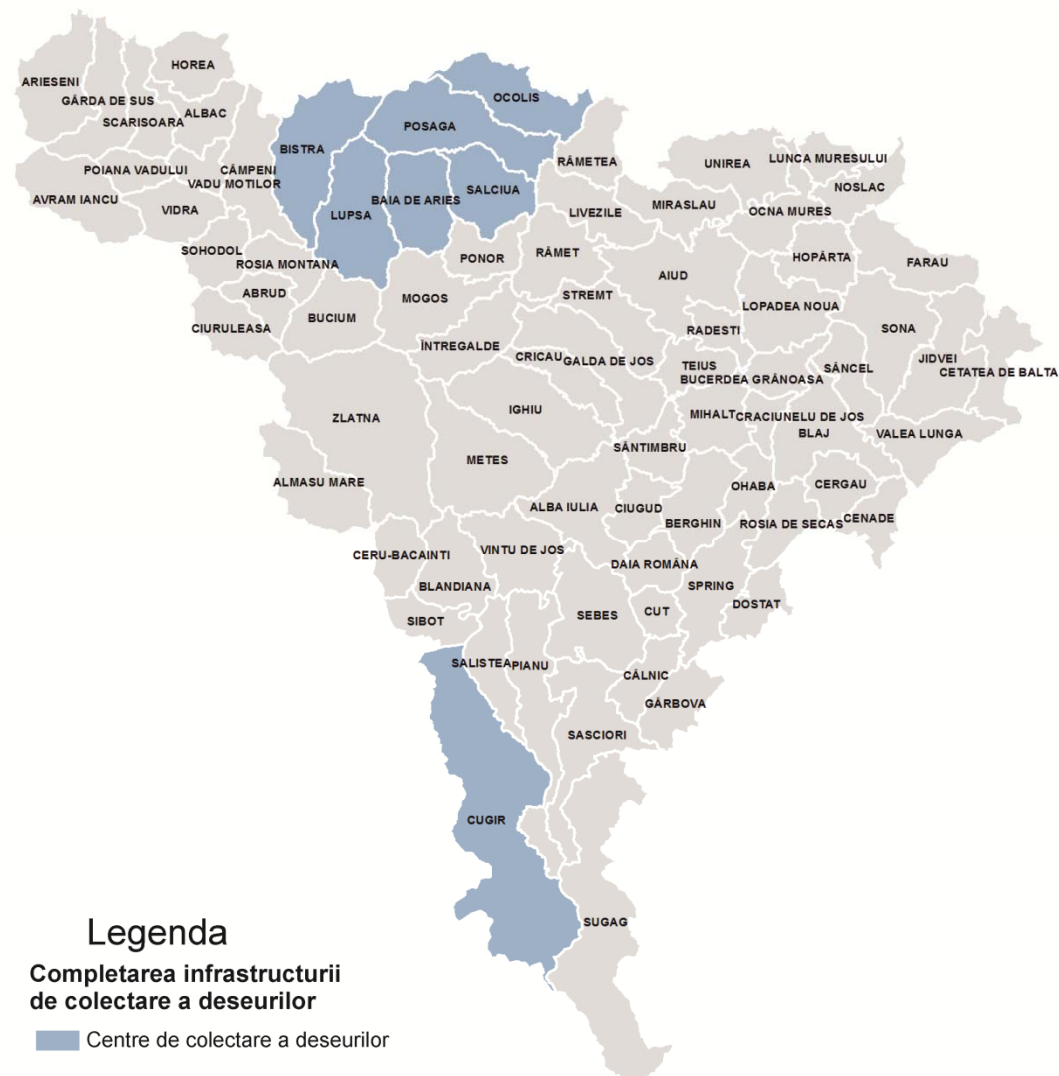 HOREA
ARIESENI
OCOLIS
GÂRDA DE SUS
ALBAC
SCARISOARA
POSAGA
BISTRA
RÂMETEA
UNIREA
LUNCA MURESULUI
POIANA VADULUI
CÂMPENI
VADU MOTILOR
SALCIUA
NOSLAC
AVRAM IANCU
BAIA DE ARIES
MIRASLAU
VIDRA
LUPSA
LIVEZILE
OCNA MURES
SOHODOL
ROSIA MONTANA
PONOR
RÂMET
HOPÂRTA
FARAU
AIUD
ABRUD
MOGOS
STREMT
LOPADEA NOUA
BUCIUM
CIURULEASA
RADESTI
SONA
ÎNTREGALDE
CRICAU
GALDA DE JOS
TEIUS
SÂNCEL
JIDVEI
BUCERDEA GRÂNOASA
CETATEA DE BALTA
ZLATNA
IGHIU
MIHALT
CRACIUNELU DE JOS
BLAJ
VALEA LUNGA
SÂNTIMBRU
METES
ALMASU MARE
OHABA
CERGAU
ALBA IULIA
CIUGUD
BERGHIN
ROSIA DE SECAS
CENADE
CERU-BACAINTI
VINTU DE JOS
DAIA ROMÂNA
BLANDIANA
SPRING
DOSTAT
SIBOT
SEBES
CUT
SALISTEA
PIANU
CÂLNIC
GÂRBOVA
SASCIORI
CUGIR
SUGAG
Legenda
Completarea infrastructurii
de colectare a deseurilor
Centre de colectare a deseurilor